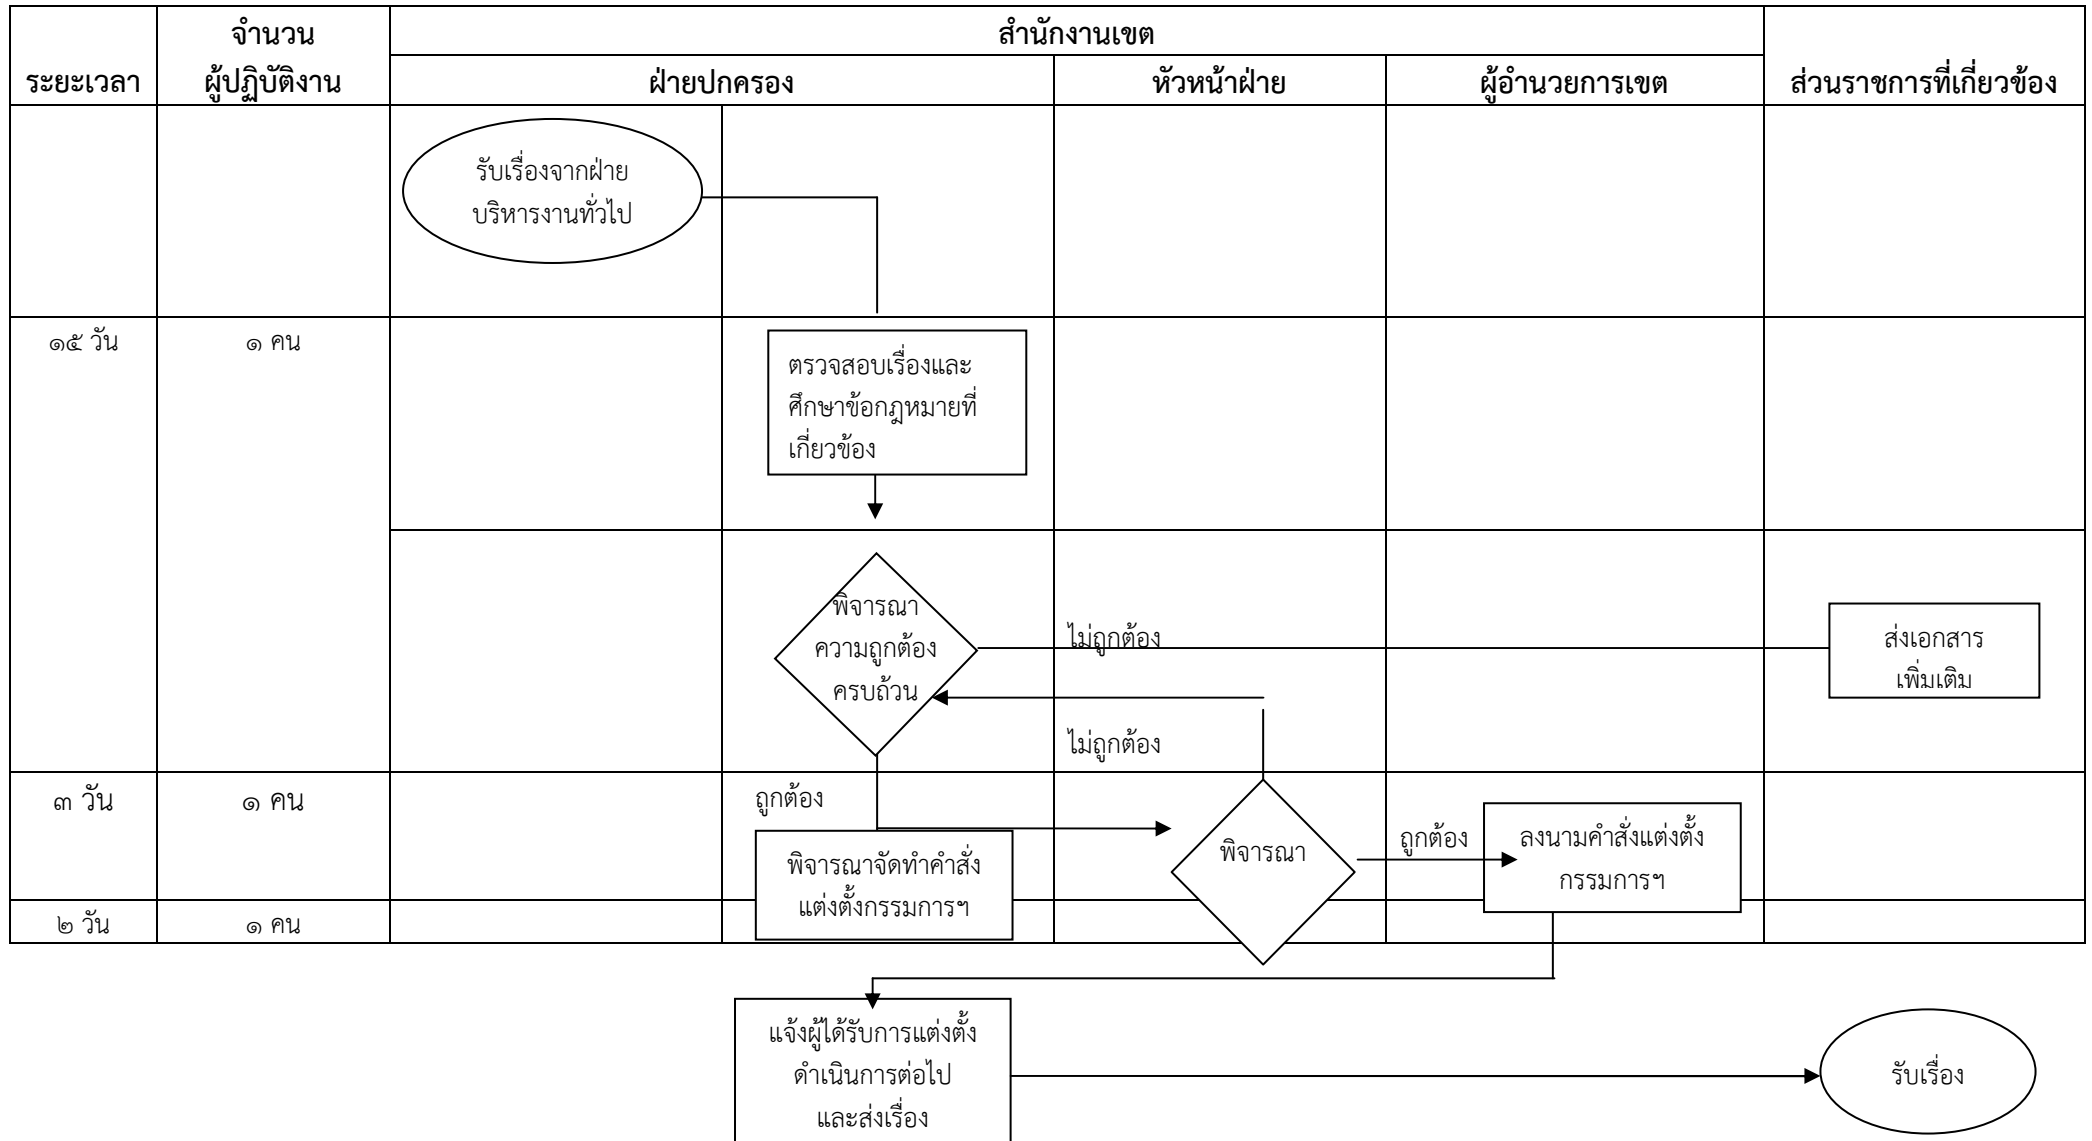 ระยะเวลา
จำนวน
ผู้ปฏิบัติงาน
สำนักงานเขต
ฝ่ายปกครอง
หัวหน้าฝ่าย
ผู้อำนวยการเขต
ส่วนราชการที่เกี่ยวข้อง
รับเรื่องจากฝ่าย
บริหารงานทั่วไป
๑๕ วัน
๑ คน
ตรวจสอบเรื่องและ
ศึกษาข้อกฎหมายที่
เกี่ยวข้อง
พิจารณา
ความถูกต้อง
ครบถ้วน
ไม่ถูกต้อง
ส่งเอกสาร
เพิ่มเติม
ไม่ถูกต้อง
๓ วัน
๑ คน
ถูกต้อง
พิจารณาจัดทำคำสั่ง
แต่งตั้งกรรมการฯ
พิจารณา
ถูกต้อง
ลงนามคำสั่งแต่งตั้ง
กรรมการฯ
๒ วัน
๑ คน
แจ้งผู้ได้รับการแต่งตั้ง
ดำเนินการต่อไป
และส่งเรื่อง
รับเรื่อง